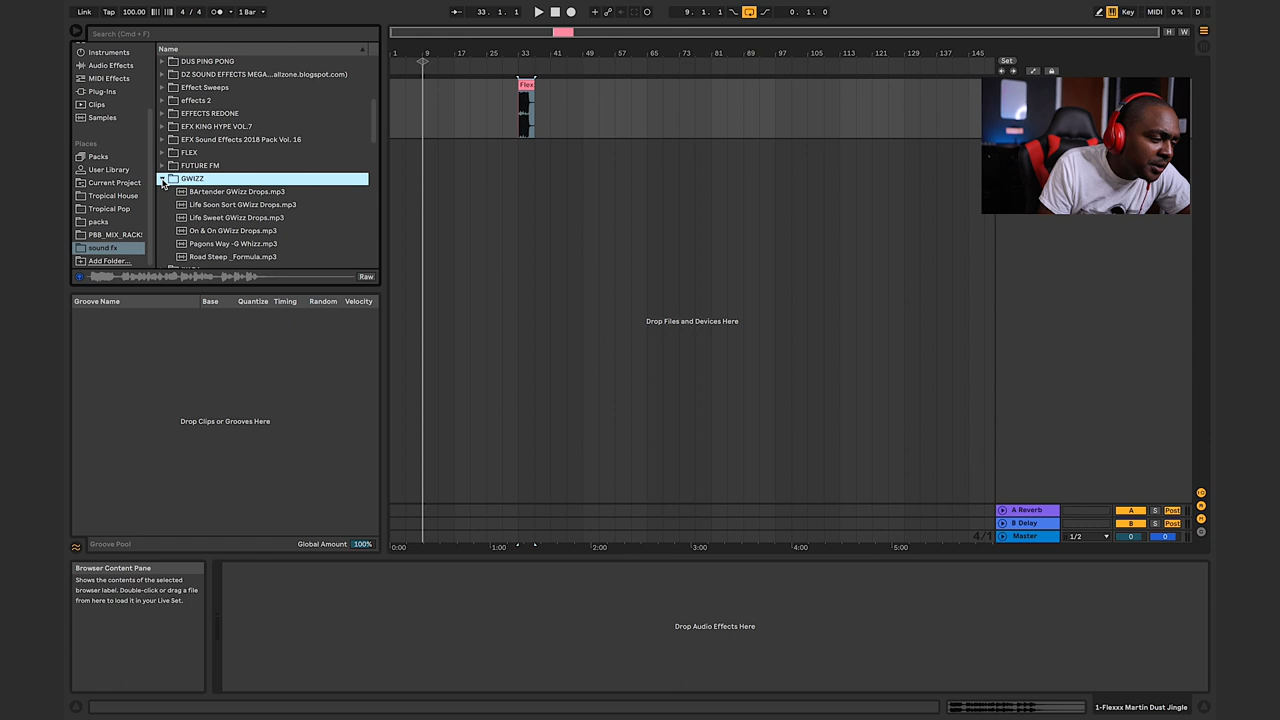 Link Tap 100.00 4 / 4 1 Bar 33. 1. 1 9. 1. 1 0. 1. 0 Key MIDI 0 % D
Search (Cmd + F)
H W
Instruments
Audio Effects
MIDI Effects
Plug-Ins
Clips
Samples
Places
Packs
User Library
Current Project
Tropical House
Tropical Pop
packs
PBB_MIX_RACKS
sound fx
Add Folder...
Name
DUS PING PONG
DZ SOUND EFFECTS MEGA...allzone.blogspot.com)
Effect Sweeps
effects 2
EFFECTS REDONE
EFX KING HYPE VOL.7
EFX Sound Effects 2018 Pack Vol. 16
FLEX
FUTURE FM
GWIZZ
BArtender GWizz Drops.mp3
Life Soon Sort GWizz Drops.mp3
Life Sweet GWizz Drops.mp3
On & On GWizz Drops.mp3
Pagons Way -G Whizz.mp3
Road Steep _Formula.mp3
Raw
1 9 17 25 33 41 49 57 65 73 81 89 97 105 113 121 129 137 145
Set
Flex
Groove Name Base Quantize Timing Random Velocity
Drop Clips or Grooves Here
Drop Files and Devices Here
A Reverb A S Post
B Delay B S Post
4/1 Master 1/2 0 0
Groove Pool Global Amount 100%
0:00 1:00 2:00 3:00 4:00 5:00
Browser Content Pane
Shows the contents of the selected
browser label. Double-click or drag a file
from here to load it in your Live Set.
Drop Audio Effects Here
1-Flexxx Martin Dust Jingle